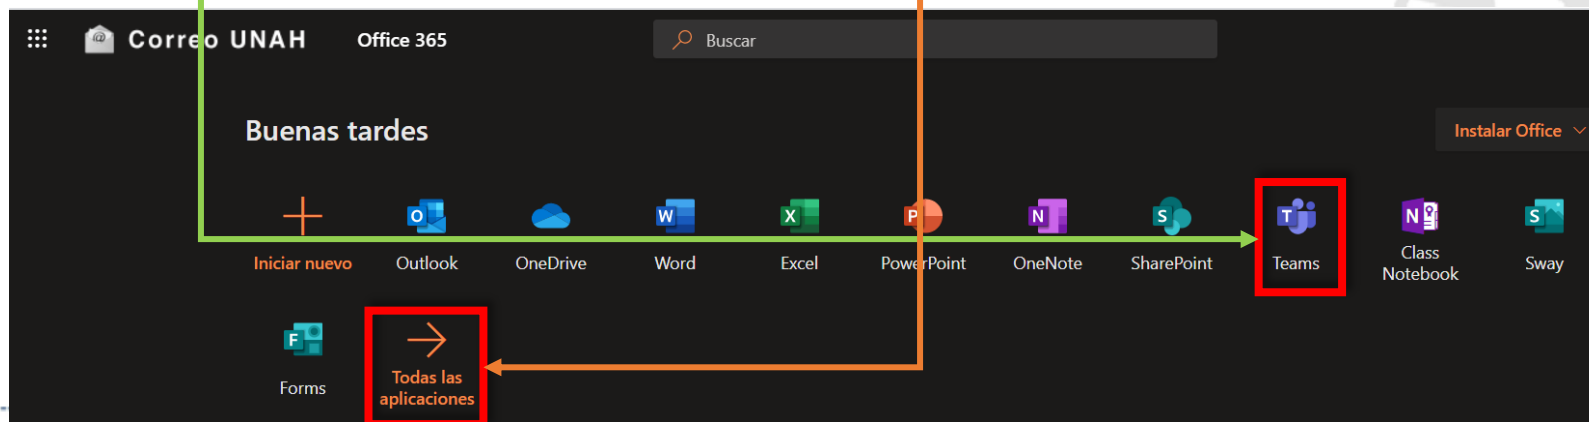 Correo UNAH Office 365 Buscar
Buenas tardes
Instalar Office
Iniciar nuevo Outlook OneDrive Word Excel PowerPoint OneNote SharePoint Teams Class Notebook Sway
Forms Todas las aplicaciones